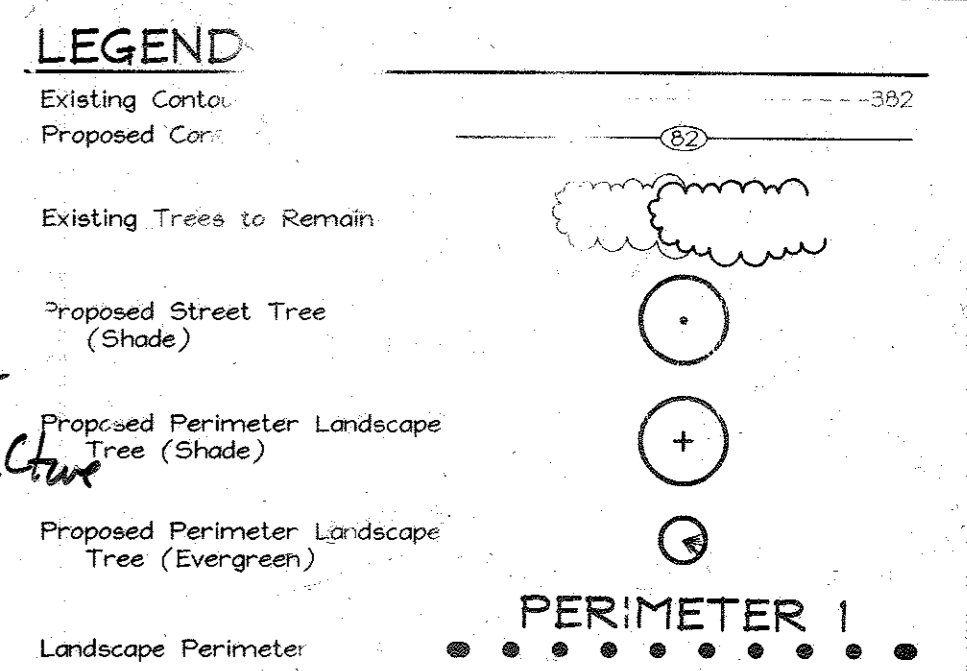 LEGEND
Existing Contou
382
Proposed Con
82
Existing Trees to Remain
Proposed Street Tree
(Shade)
Proposed Perimeter Landscape
Tree (Shade)
Proposed Perimeter Landscape
Tree (Evergreen)
PERIMETER 1
Landscape Perimeter